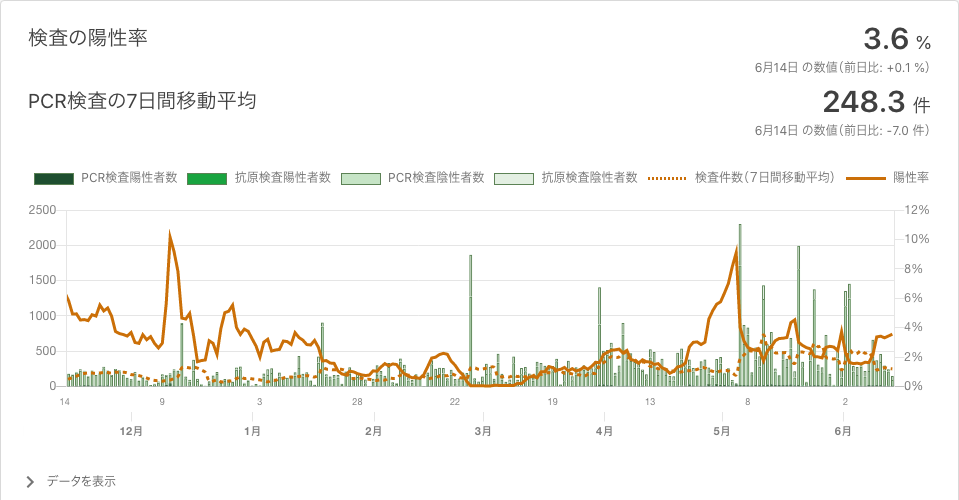 検査の陽性率
3.6 %
6月14日 の数値（前日比: +0.1 %）
PCR検査の7日間移動平均
248.3 件
6月14日 の数値（前日比: -7.0 件）
PCR検査陽性者数 抗原検査陽性者数 PCR検査陰性者数 抗原検査陰性者数 検査件数（7日間移動平均） 陽性率
2500 12%
2000 10%
8%
1500
6%
1000
4%
500
2%
0 0%
14 9 3 28 22 19 13 8 2
12月 1月 2月 3月 4月 5月 6月
データを表示